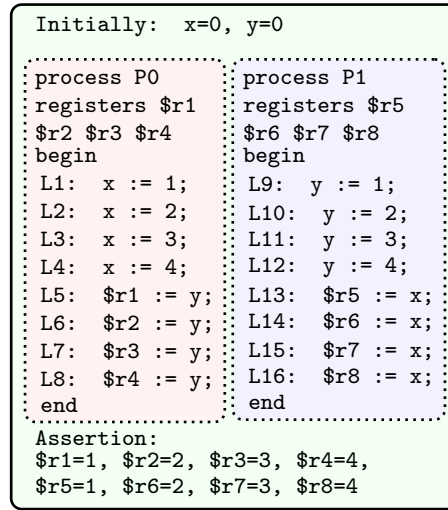 Initially: x=0, y=0
process P0
registers $r1
$r2 $r3 $r4
begin
L1: x := 1;
L2: x := 2;
L3: x := 3;
L4: x := 4;
L5: $r1 := y;
L6: $r2 := y;
L7: $r3 := y;
L8: $r4 := y;
end
process P1
registers $r5
$r6 $r7 $r8
begin
L9: y := 1;
L10: y := 2;
L11: y := 3;
L12: y := 4;
L13: $r5 := x;
L14: $r6 := x;
L15: $r7 := x;
L16: $r8 := x;
end
Assertion:
$r1=1, $r2=2, $r3=3, $r4=4,
$r5=1, $r6=2, $r7=3, $r8=4